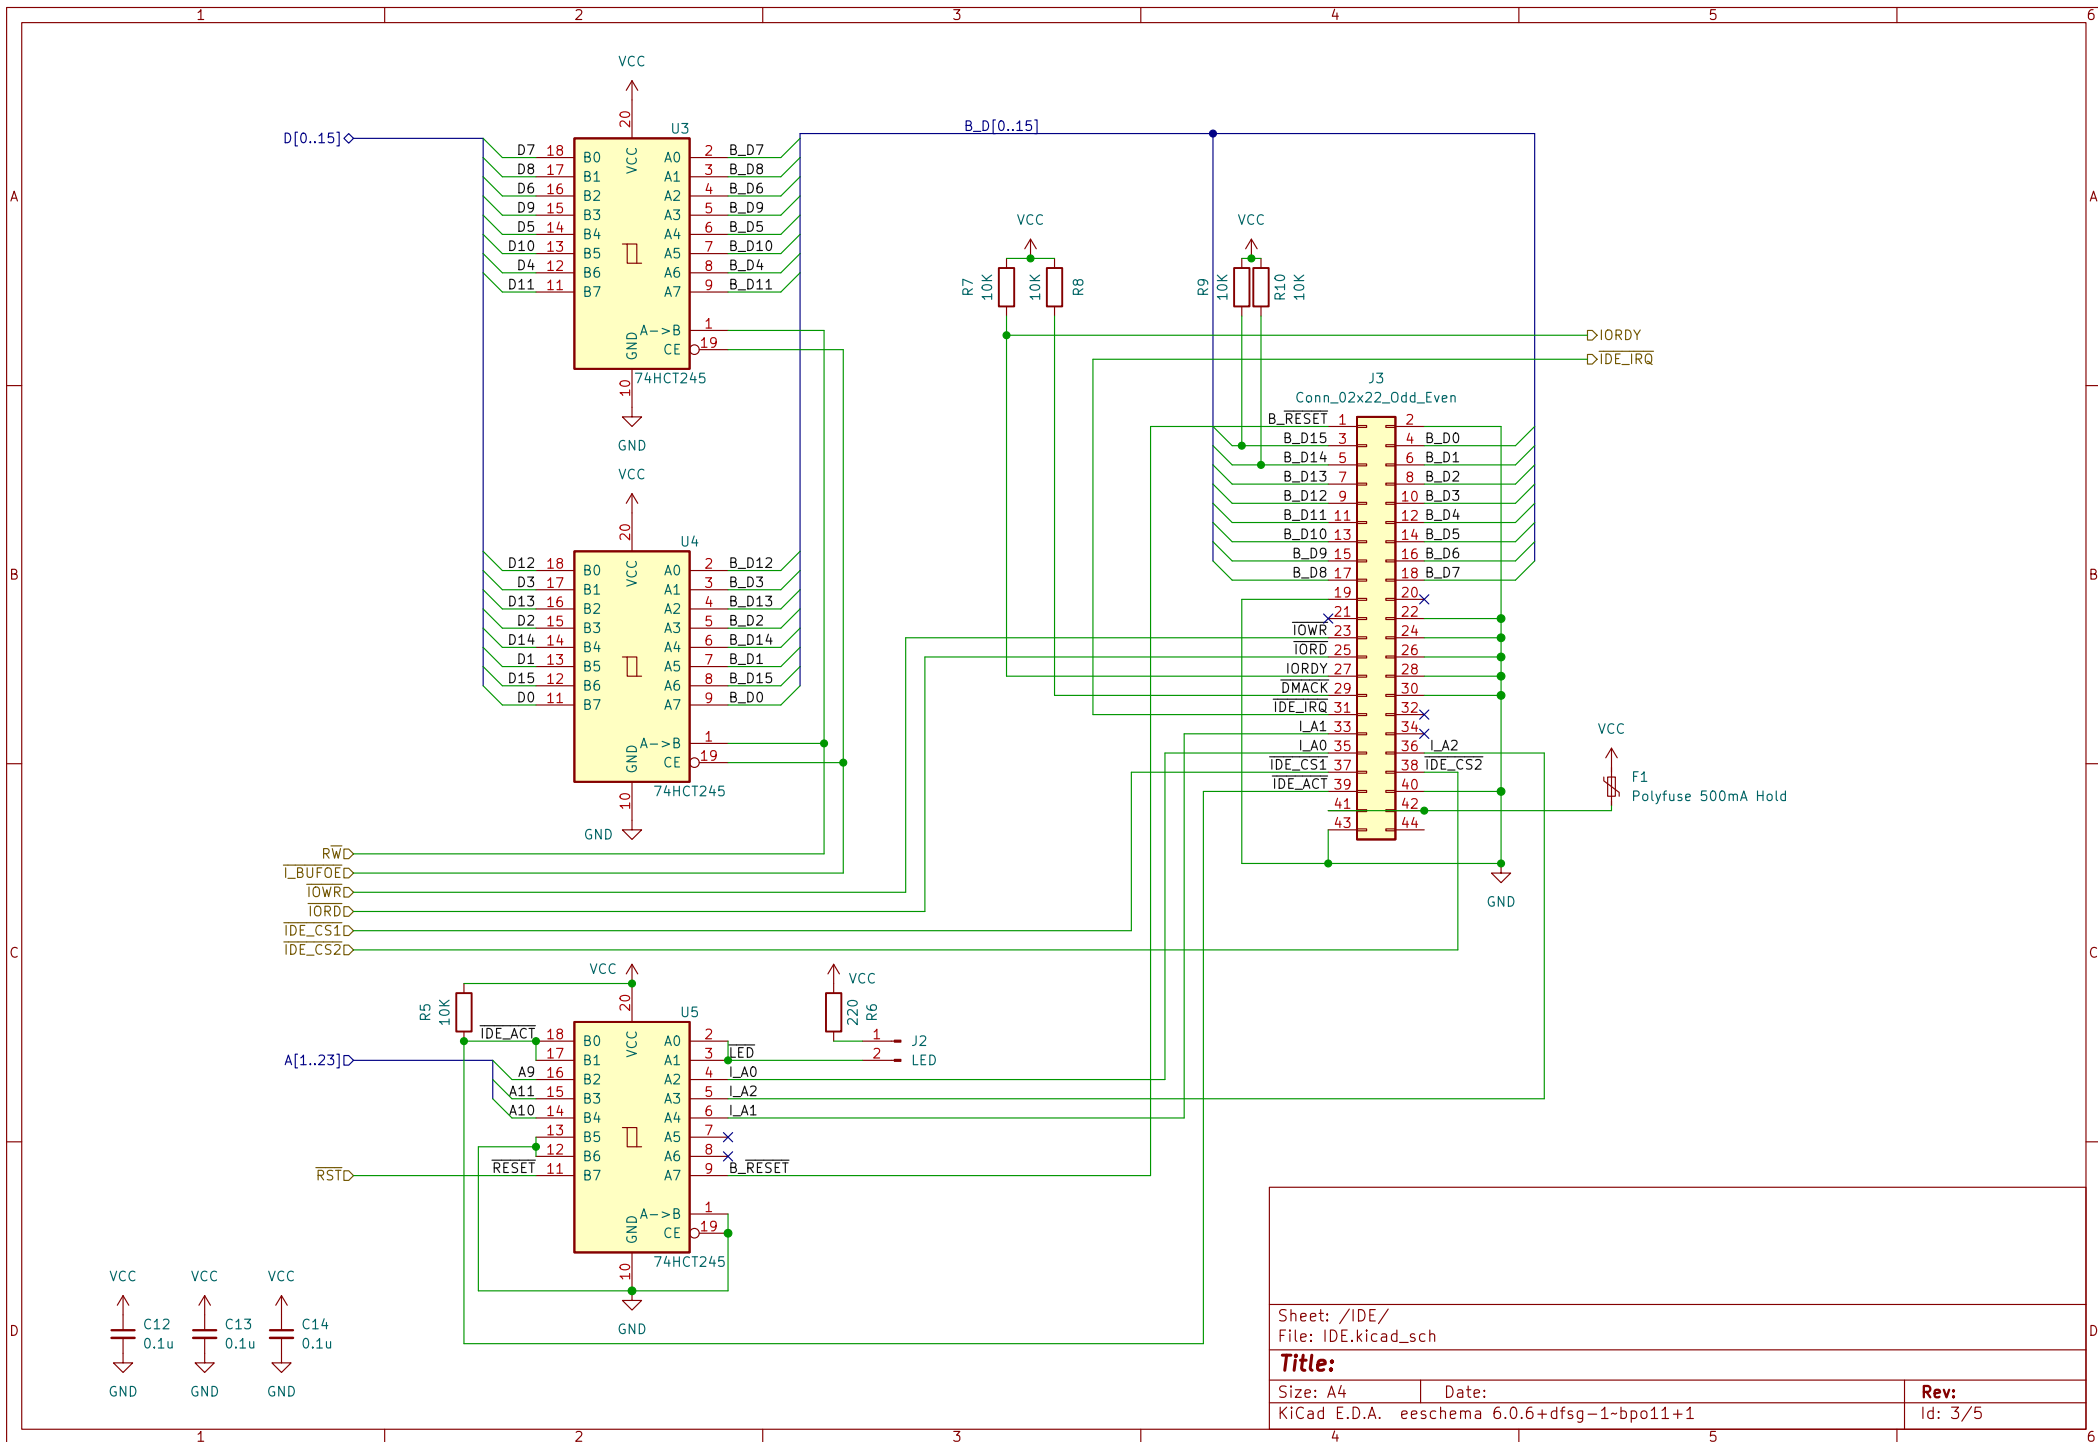 1 2 3 4 5 6
A
B
C
D
A
B
C
D
1 2 3 4 5 6
D[0..15]
B_D[0..15]
VCC
20
U3
D7 18 B0 VCC A0 2 B_D7
D8 17 B1 A1 3 B_D8
D6 16 B2 A2 4 B_D6
D9 15 B3 A3 5 B_D9
D5 14 B4 A4 6 B_D5
D10 13 B5 A5 7 B_D10
D4 12 B6 A6 8 B_D4
D11 11 B7 A7 9 B_D11
A->B 1
GND CE 19
74HCT245
10
GND
VCC
20
U4
D12 18 B0 VCC A0 2 B_D12
D3 17 B1 A1 3 B_D3
D13 16 B2 A2 4 B_D13
D2 15 B3 A3 5 B_D2
D14 14 B4 A4 6 B_D14
D1 13 B5 A5 7 B_D1
D15 12 B6 A6 8 B_D15
D0 11 B7 A7 9 B_D0
A->B 1
GND CE 19
74HCT245
10
GND
VCC
R7 10K 10K R8
VCC
R9 10K R10 10K
IORDY
IDE_IRQ
J3
Conn_02x22_Odd_Even
B_RESET 1 2
B_D15 3 4 B_D0
B_D14 5 6 B_D1
B_D13 7 8 B_D2
B_D12 9 10 B_D3
B_D11 11 12 B_D4
B_D10 13 14 B_D5
B_D9 15 16 B_D6
B_D8 17 18 B_D7
19 20
21 22
IOWR 23 24
IORD 25 26
IORDY 27 28
DMACK 29 30
IDE_IRQ 31 32
I_A1 33 34
I_A0 35 36 I_A2
IDE_CS1 37 38 IDE_CS2
IDE_ACT 39 40
41 42
43 44
GND
VCC
F1
Polyfuse 500mA Hold
RW
I_BUFOE
IOWR
IORD
IDE_CS1
IDE_CS2
VCC
20
R5 10K
U5
VCC
220 R6
1 J2
2 LED
A[1..23]
IDE_ACT 18 B0 VCC A0 2
17 B1 A1 3 LED
A9 16 B2 A2 4 I_A0
A11 15 B3 A3 5 I_A2
A10 14 B4 A4 6 I_A1
13 B5 A5 7
12 B6 A6 8
RST
RESET 11 B7 A7 9 B_RESET
A->B 1
GND CE 19
74HCT245
10
GND
VCC VCC VCC
C12 C13 C14
0.1u 0.1u 0.1u
GND GND GND
Sheet: /IDE/
File: IDE.kicad_sch
Title:
Size: A4 Date: Rev:
KiCad E.D.A. eeschema 6.0.6+dfsg-1~bpo11+1 Id: 3/5